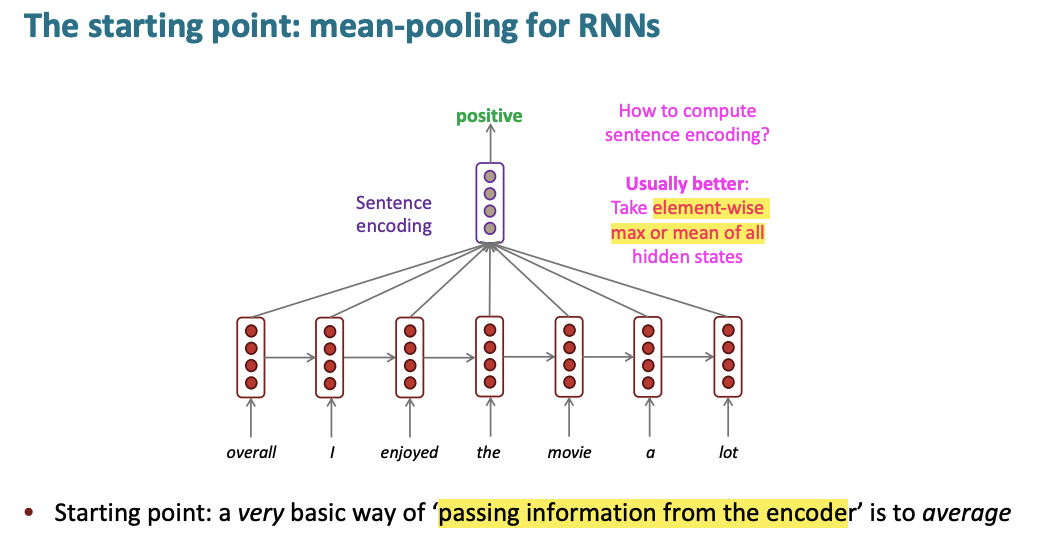 The starting point: mean-pooling for RNNs
positive
How to compute
sentence encoding?
Sentence
encoding
Usually better:
Take element-wise
max or mean of all
hidden states
overall I enjoyed the movie a lot
• Starting point: a very basic way of ‘passing information from the encoder’ is to average